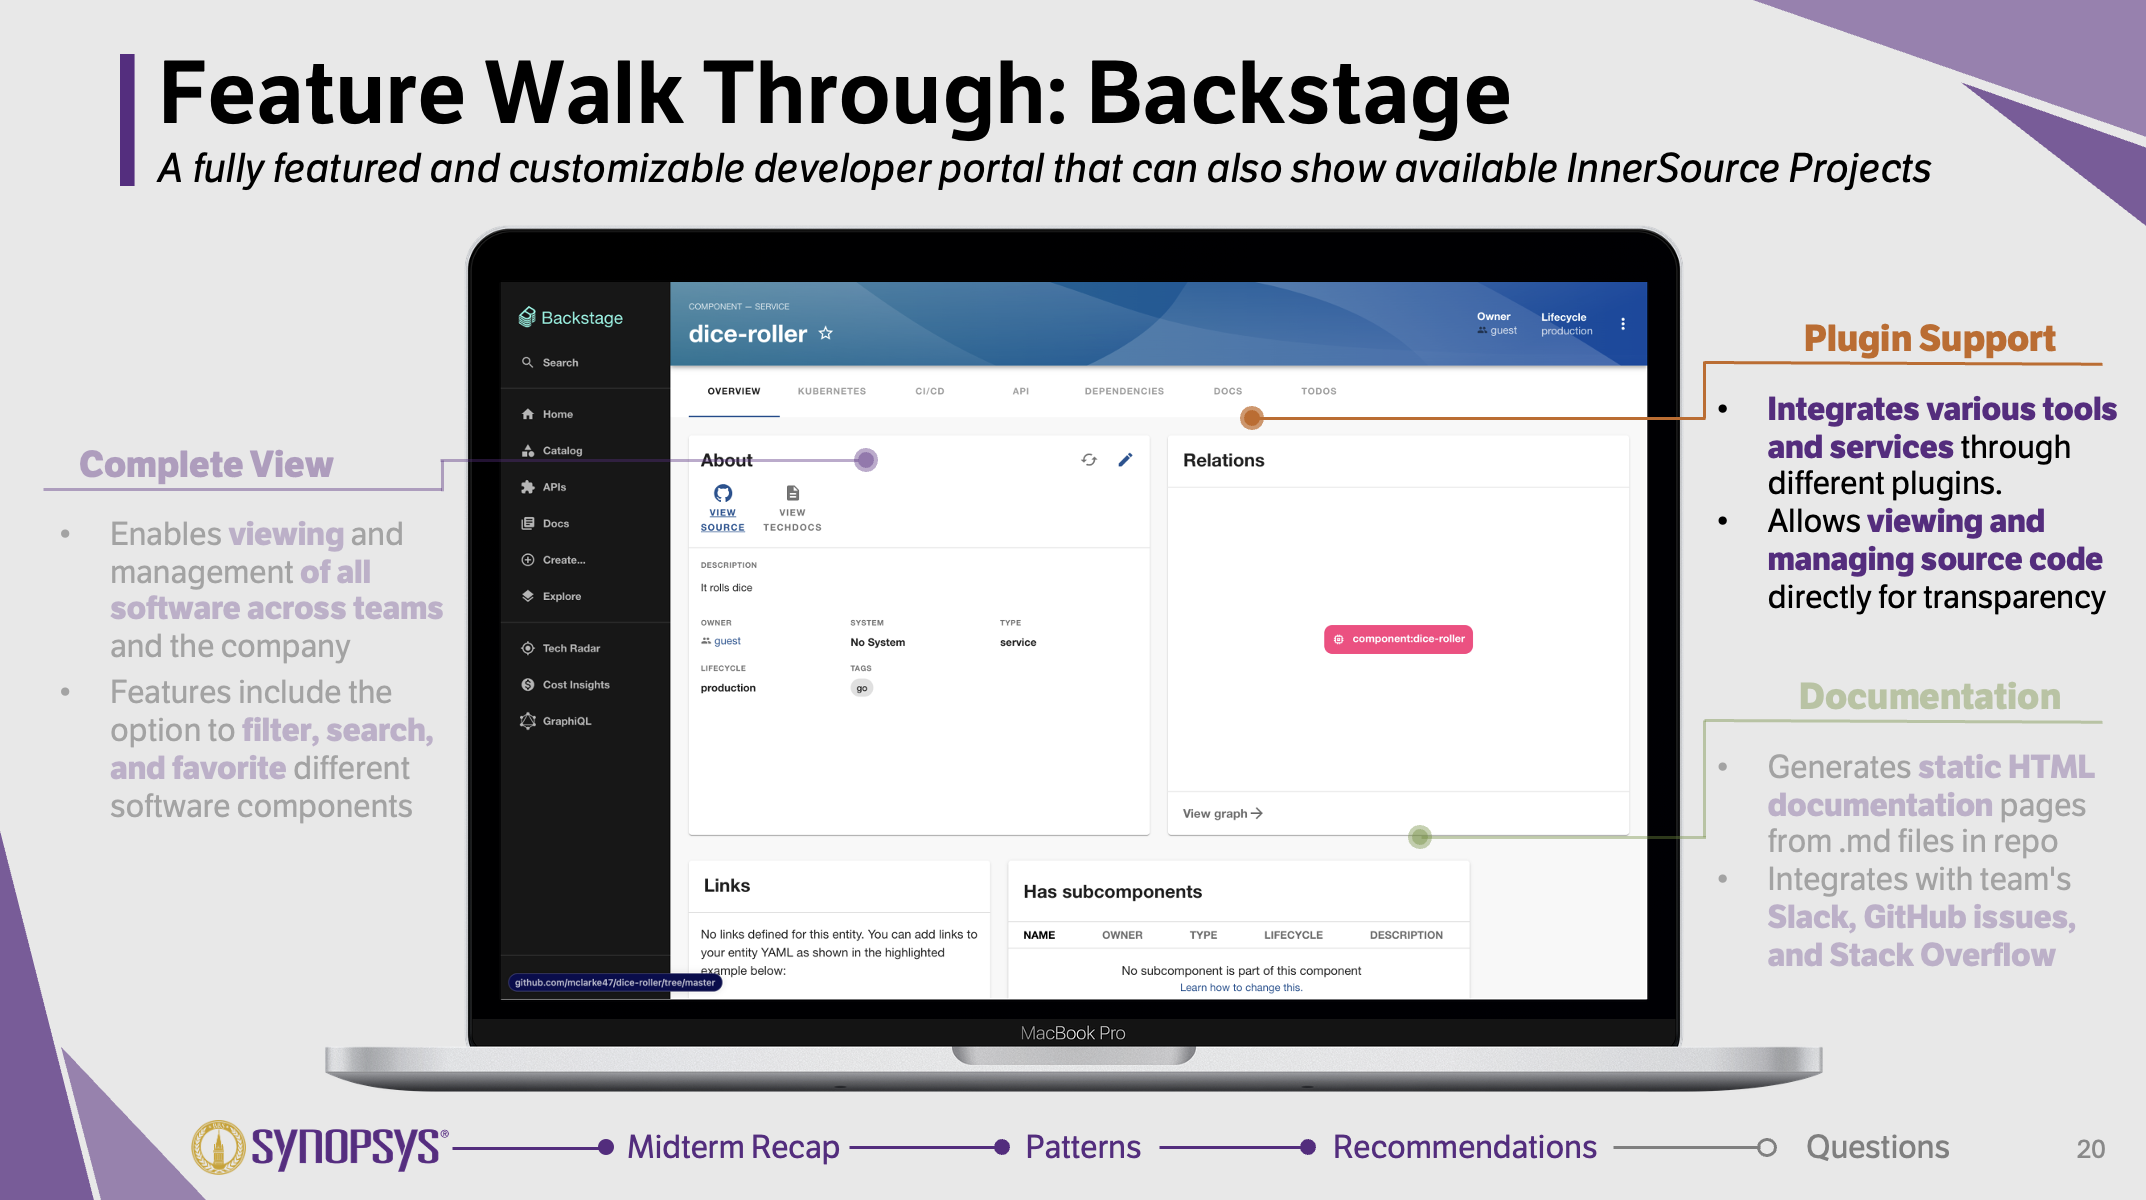 Feature Walk Through: Backstage
A fully featured and customizable developer portal that can also show available InnerSource Projects
Complete View
• Enables viewing and
management of all
software across teams
and the company
• Features include the
option to filter, search,
and favorite different
software components
Backstage
Search
Home
Catalog
APIs
Docs
Create...
Explore
Tech Radar
Cost Insights
GraphiQL
github.com/mclarke47/dice-roller/tree/master
COMPONENT — SERVICE
dice-roller
Owner
guest
Lifecycle
production
OVERVIEW KUBERNETES CI/CD API DEPENDENCIES DOCS TODOS
About
VIEW
SOURCE
VIEW
TECHDOCS
DESCRIPTION
It rolls dice
OWNER SYSTEM TYPE
guest No System service
LIFECYCLE TAGS
production go
Relations
component:dice-roller
View graph
Links
No links defined for this entity. You can add links to
your entity YAML as shown in the highlighted
example below:
Has subcomponents
NAME OWNER TYPE LIFECYCLE DESCRIPTION
No subcomponent is part of this component
Learn how to change this.
MacBook Pro
Plugin Support
• Integrates various tools
and services through
different plugins.
• Allows viewing and
managing source code
directly for transparency
Documentation
• Generates static HTML
documentation pages
from .md files in repo
• Integrates with team's
Slack, GitHub issues,
and Stack Overflow
SYNOPSYS® Midterm Recap Patterns Recommendations Questions 20